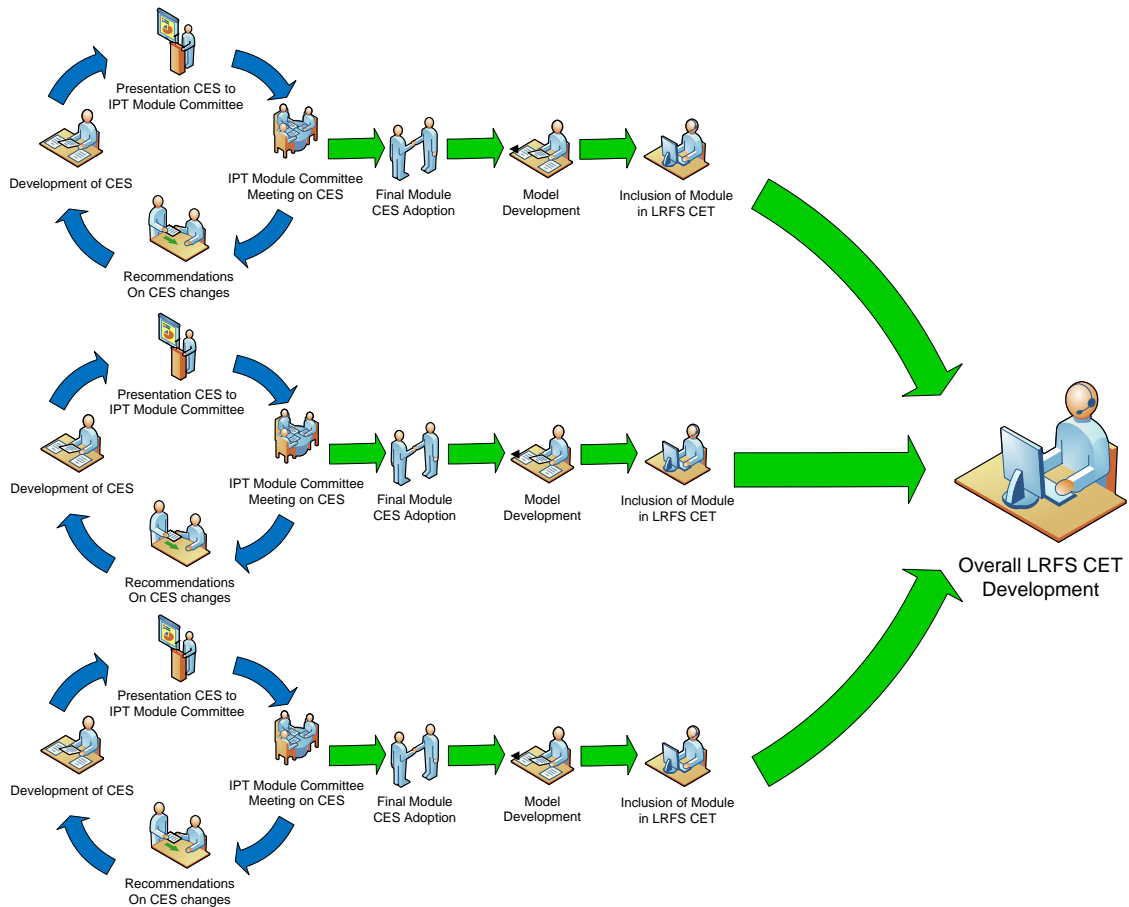 Presentation CES to
IPT Module Committee
Development of CES
IPT Module Committee
Meeting on CES
Final Module
CES Adoption
Model
Development
Inclusion of Module
in LRFS CET
Recommendations
On CES changes
Presentation CES to
IPT Module Committee
Development of CES
IPT Module Committee
Meeting on CES
Final Module
CES Adoption
Model
Development
Inclusion of Module
in LRFS CET
Recommendations
On CES changes
Overall LRFS CET
Development
Presentation CES to
IPT Module Committee
Development of CES
IPT Module Committee
Meeting on CES
Final Module
CES Adoption
Model
Development
Inclusion of Module
in LRFS CET
Recommendations
On CES changes